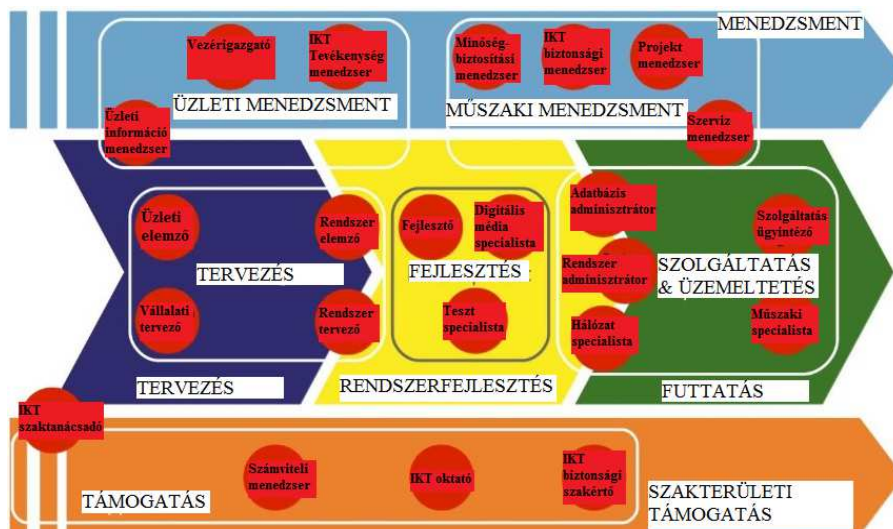 MENEDZSMENT
Vezérigazgató
IKT
Tevékenység
menedzser
Minőség-
biztosítási
menedzser
IKT
biztonsági
menedzser
Projekt
menedzser
ÜZLETI MENEDZSMENT
MŰSZAKI MENEDZSMENT
Üzleti
információ
menedzser
Szerviz
menedzser
Üzleti
elemző
Rendszer
elemző
Fejlesztő
Digitális
média
specialista
Adatbázis
adminisztrátor
Szolgáltatás
ügyintéző
TERVEZÉS
FEJLESZTÉS
Rendszer
adminisztrátor
SZOLGÁLTATÁS
& ÜZEMELTETÉS
Vállalati
tervező
Rendszer
tervező
Teszt
specialista
Hálózat
specialista
Műszaki
specialista
TERVEZÉS
RENDSZERFEJLESZTÉS
FUTTATÁS
IKT
szaktanácsadó
Számviteli
menedzser
IKT oktató
IKT
biztonsági
szakértő
TÁMOGATÁS
SZAKTERÜLETI
TÁMOGATÁS